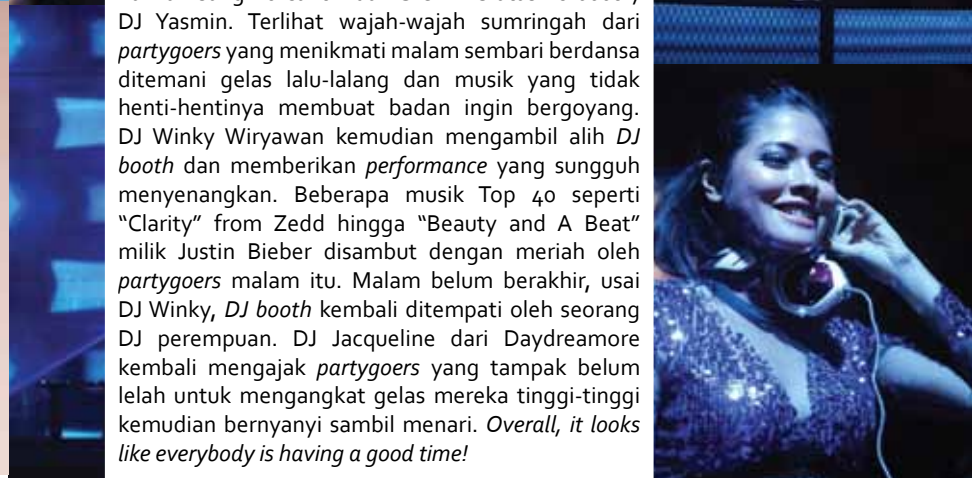 DJ Yasmin. Terlihat wajah-wajah sumringah dari
partygoers yang menikmati malam sembari berdansa
ditemani gelas lalu-lalang dan musik yang tidak
henti-hentinya membuat badan ingin bergoyang.
DJ Winky Wiryawan kemudian mengambil alih DJ
booth dan memberikan performance yang sungguh
menyenangkan. Beberapa musik Top 40 seperti
“Clarity” from Zedd hingga “Beauty and A Beat”
milik Justin Bieber disambut dengan meriah oleh
partygoers malam itu. Malam belum berakhir, usai
DJ Winky, DJ booth kembali ditempati oleh seorang
DJ perempuan. DJ Jacqueline dari Daydreamore
kembali mengajak partygoers yang tampak belum
lelah untuk mengangkat gelas mereka tinggi-tinggi
kemudian bernyanyi sambil menari. Overall, it looks
like everybody is having a good time!